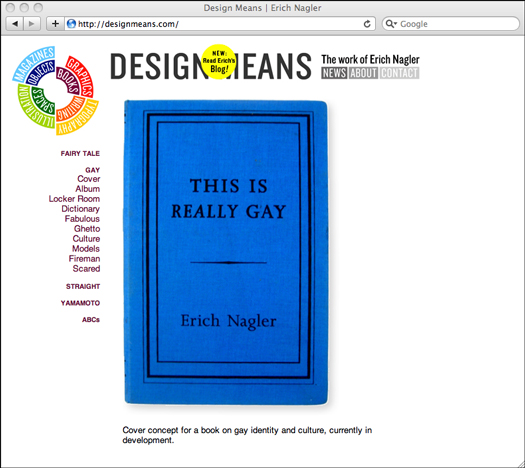 Design Means | Erich Nagler
http://designmeans.com/
Google
MAGAZINES
OBJECTS
BOOKS
GRAPHICS
SPACES
WRITING
ILLUSTRATION
TYPOGRAPHY
DESIGN MEANS
NEW:
Read Erich's
Blog!
The work of Erich Nagler
NEWS ABOUT CONTACT
FAIRY TALE
GAY
Cover
Album
Locker Room
Dictionary
Fabulous
Ghetto
Culture
Models
Fireman
Scared
STRAIGHT
YAMAMOTO
ABCs
THIS IS
REALLY GAY
Erich Nagler
Cover concept for a book on gay identity and culture, currently in
development.